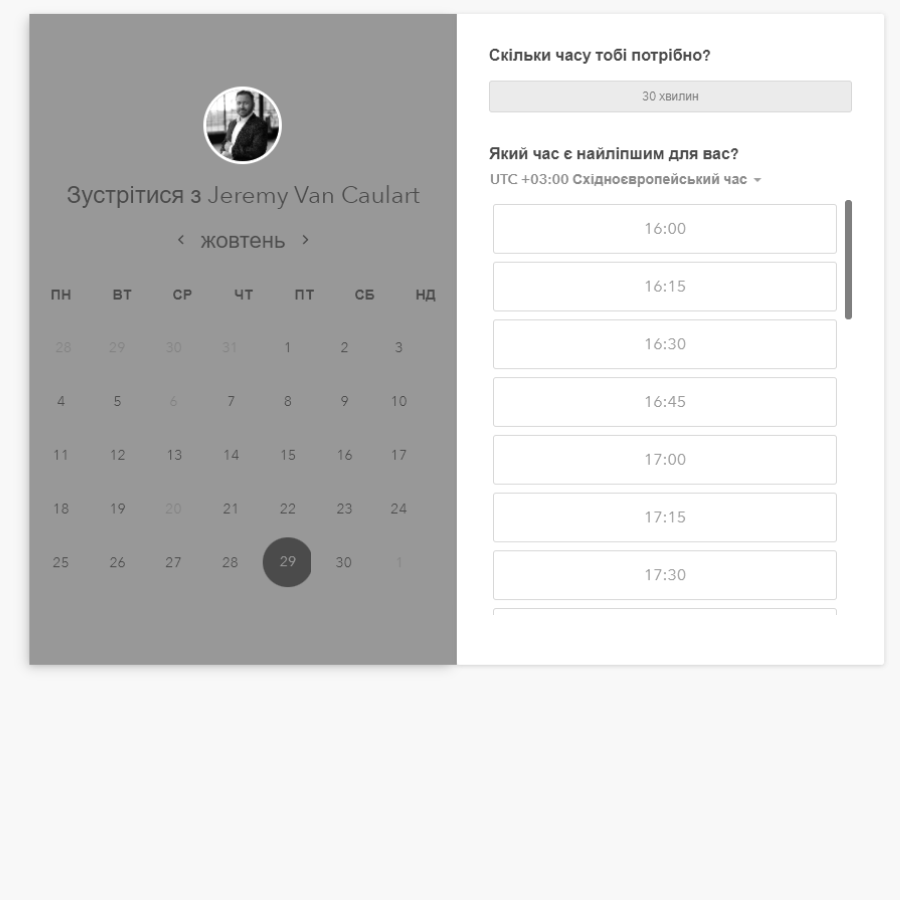 Зустрітися з Jeremy Van Caulart
жовтень
ПН ВТ СР ЧТ ПТ СБ НД
28 29 30 31 1 2 3
4 5 6 7 8 9 10
11 12 13 14 15 16 17
18 19 20 21 22 23 24
25 26 27 28 29 30 1
Скільки часу тобі потрібно?
30 хвилин
Який час є найліпшим для вас?
UTC +03:00 Східноєвропейський час
16:00
16:15
16:30
16:45
17:00
17:15
17:30